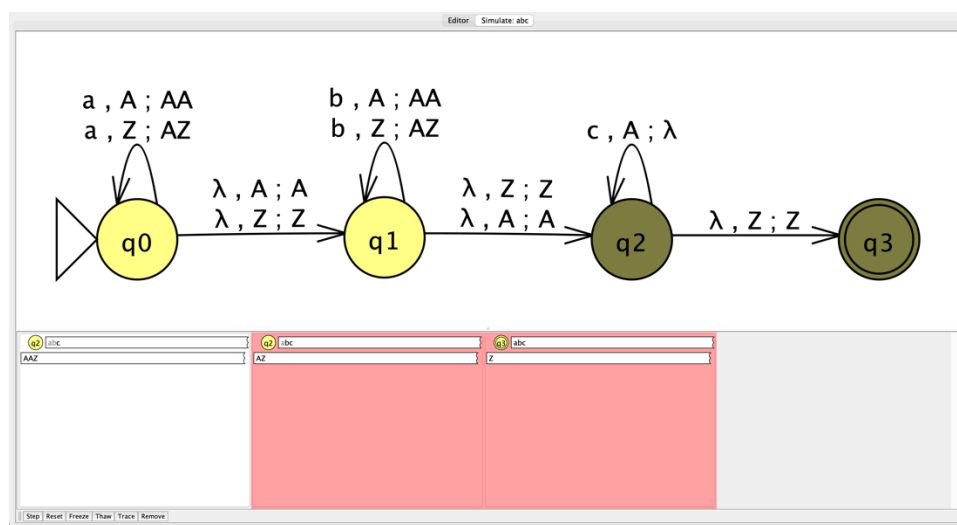 Editor Simulate: abc
a , A ; AA
a , Z ; AZ
b , A ; AA
b , Z ; AZ
c , A ; λ
λ , A ; A
λ , Z ; Z
λ , Z ; Z
λ , A ; A
λ , Z ; Z
q0 q1 q2 q3
q2 abc
AAZ
q2 abc
AZ
q3 abc
Z
Step Reset Freeze Thaw Trace Remove